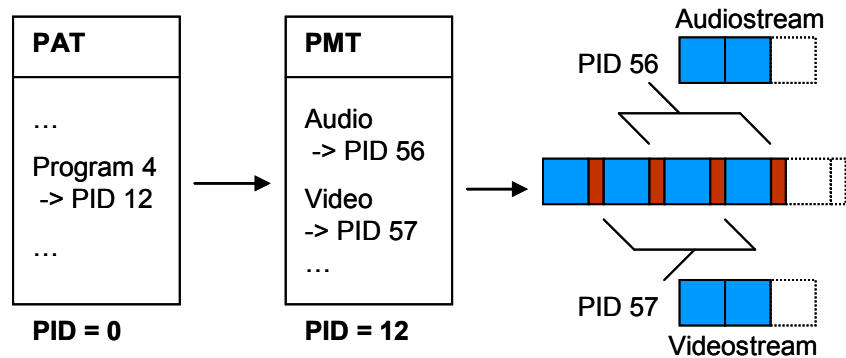 PAT
...
Program 4
-> PID 12
...
PID = 0
PMT
Audio
-> PID 56
Video
-> PID 57
...
PID = 12
Audiostream
PID 56
PID 57
Videostream